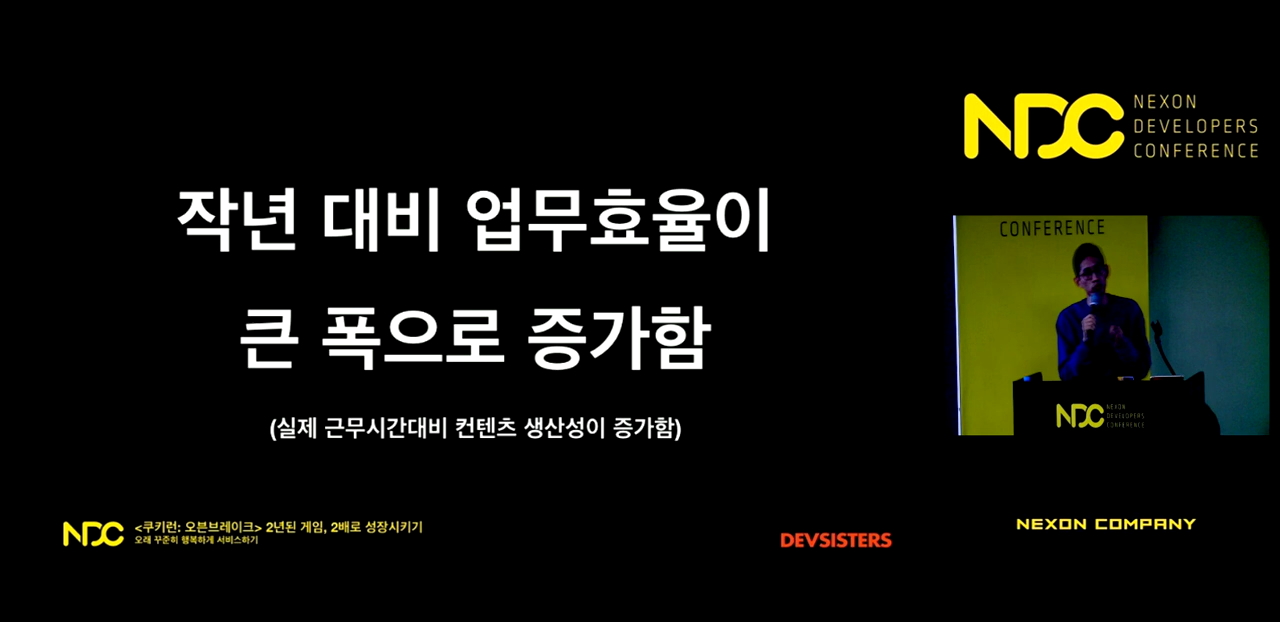 작년 대비 업무효율이
큰 폭으로 증가함
(실제 근무시간대비 컨텐츠 생산성이 증가함)
NDC
<쿠키런: 오븐브레이크> 2년된 게임, 2배로 성장시키기
오래 꾸준히 행복하게 서비스하기
DEVSISTERS
NDC
NEXON
DEVELOPERS
CONFERENCE
CONFERENCE
NDC
NEXON
DEVELOPERS
CONFERENCE
NEXON COMPANY